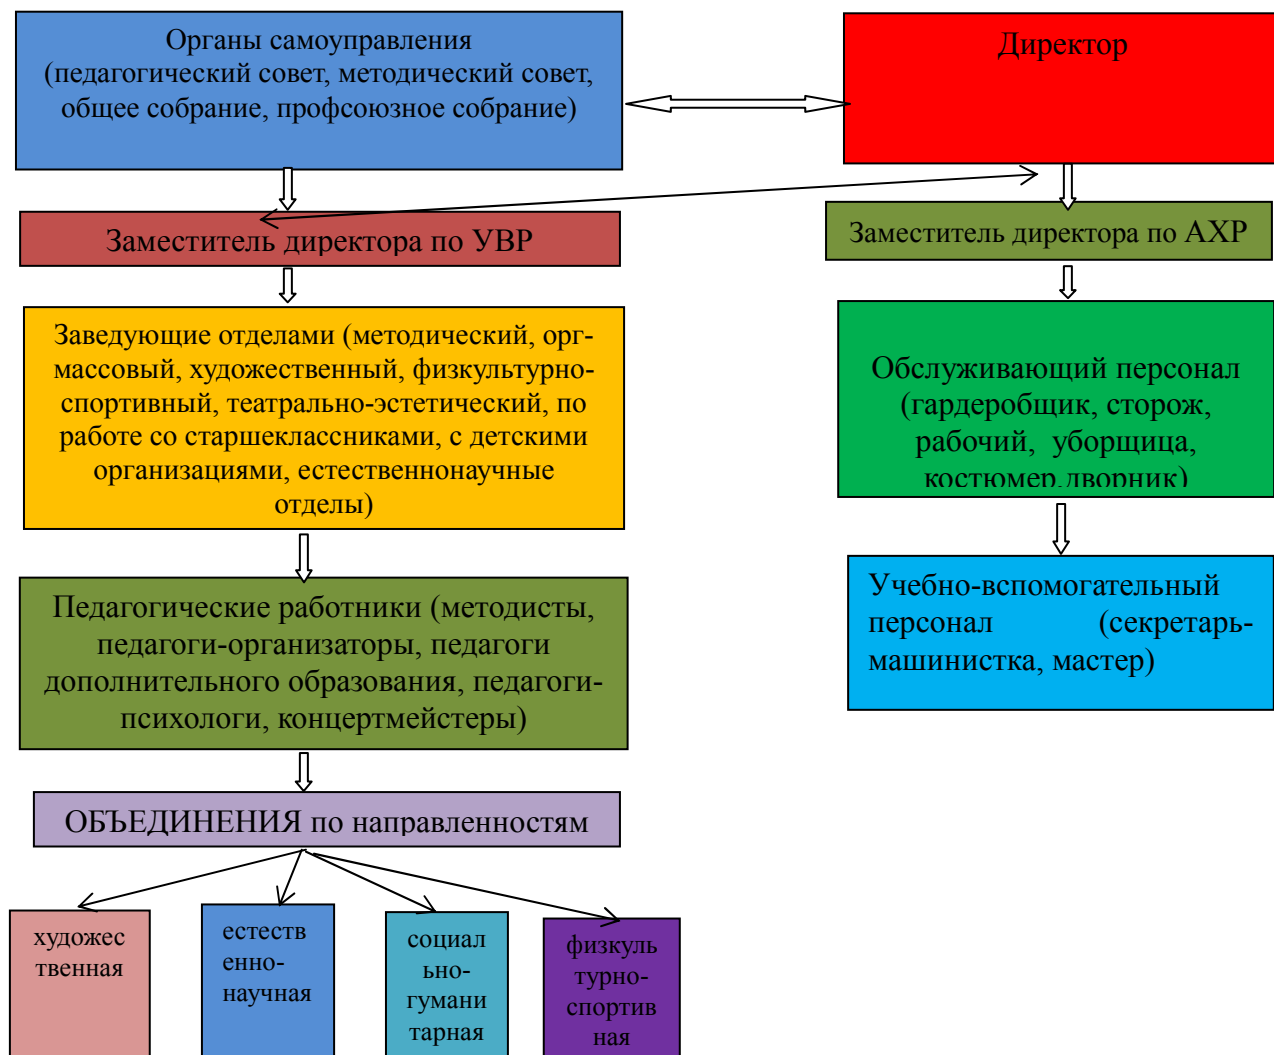 Органы самоуправления
(педагогический совет, методический совет,
общее собрание, профсоюзное собрание)
Директор
Заместитель директора по УВР
Заместитель директора по АХР
Заведующие отделами (методический, орг-
массовый, художественный, физкультурно-
спортивный, театрально-эстетический, по
работе со старшеклассниками, с детскими
организациями, естественнонаучные
отделы)
Обслуживающий персонал
(гардеробщик, сторож,
рабочий, уборщица,
костюмер,дворник)
Педагогические работники (методисты,
педагоги-организаторы, педагоги
дополнительного образования, педагоги-
психологи, концертмейстеры)
Учебно-вспомогательный
персонал (секретарь-
машинистка, мастер)
ОБЪЕДИНЕНИЯ по направленностям
художес
твенная
естеств
енно-
научная
социал
ьно-
гумани
тарная
физкуль
турно-
спортив
ная